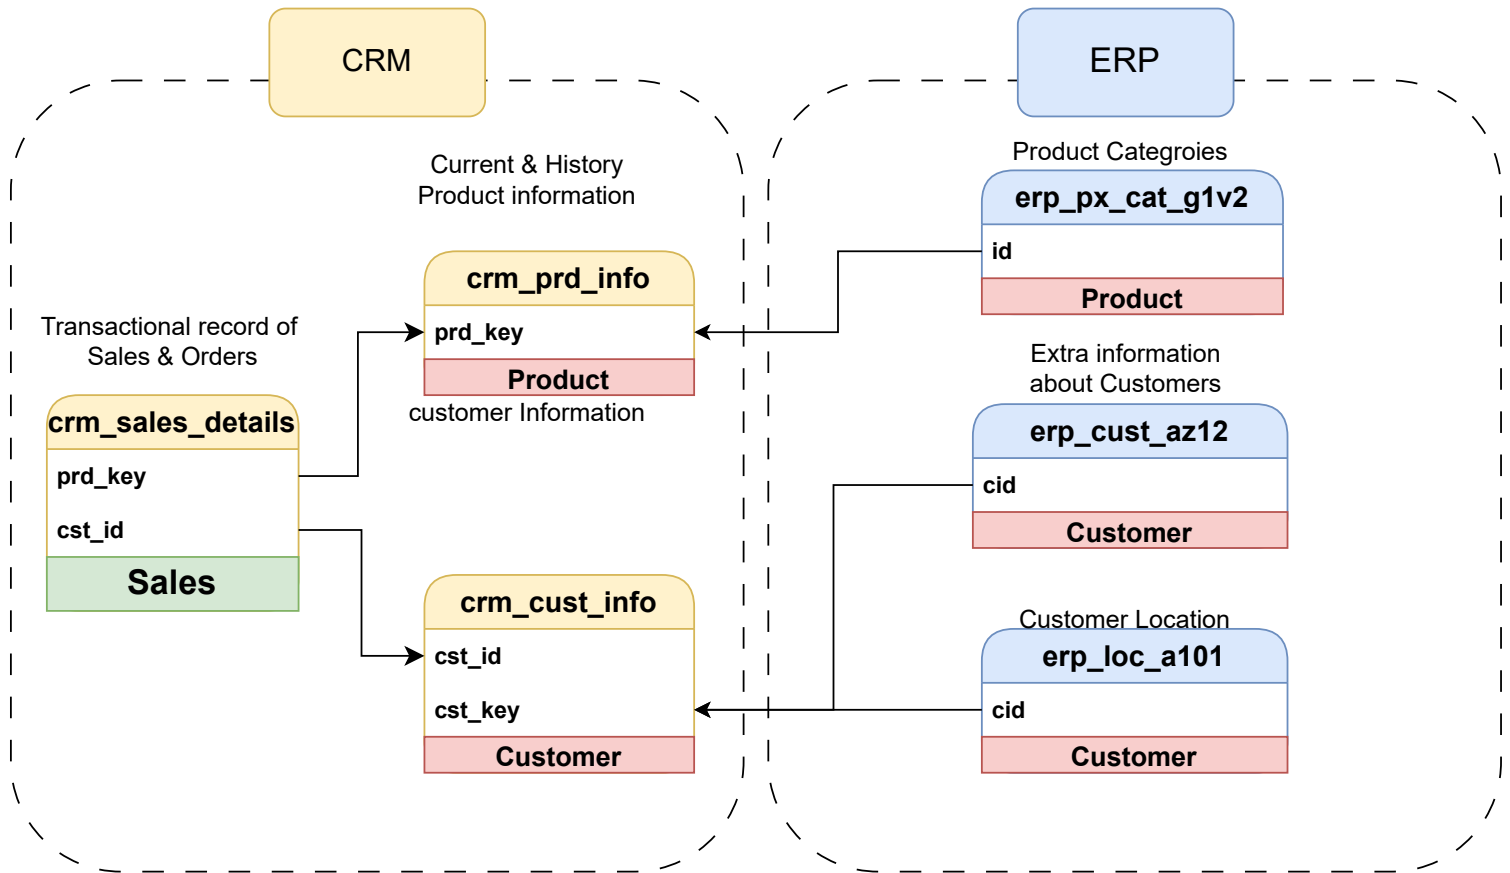 CRM
ERP
Current & History
Product information
crm_prd_info
prd_key
Product
Transactional record of
Sales & Orders
crm_sales_details
prd_key
cst_id
Sales
customer Information
crm_cust_info
cst_id
cst_key
Customer
Product Categroies
erp_px_cat_g1v2
id
Product
Extra information
about Customers
erp_cust_az12
cid
Customer
Customer Location
erp_loc_a101
cid
Customer